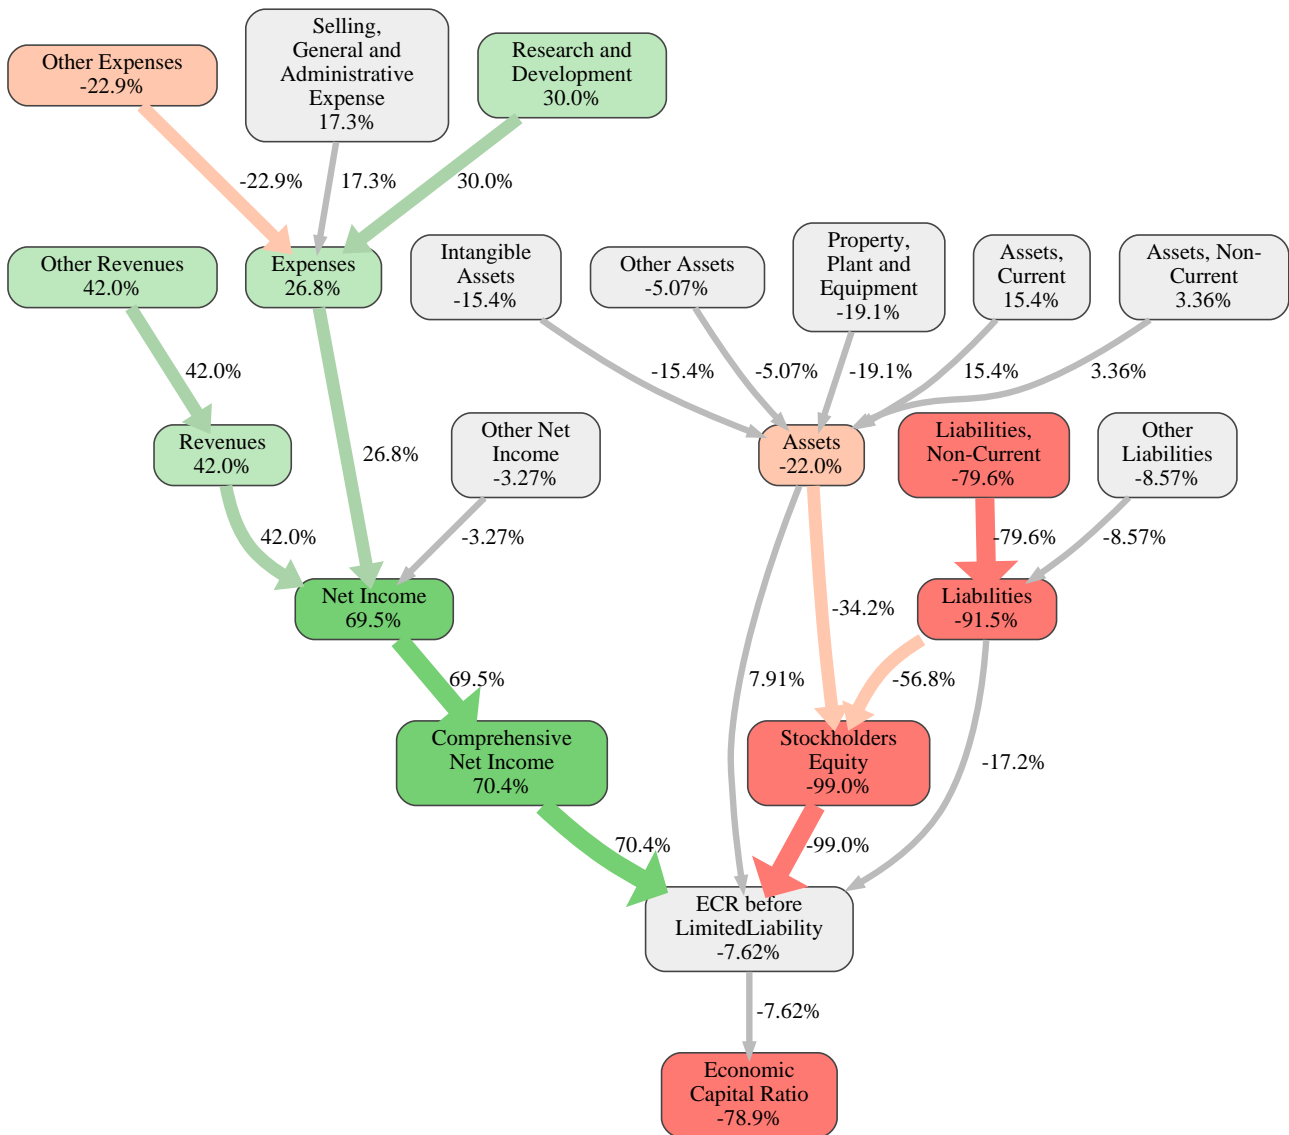 Selling,
General and
Administrative
Expense
17.3%
Other Expenses
-22.9%
Research and
Development
30.0%
-22.9%
17.3%
30.0%
Other Revenues
42.0%
Expenses
26.8%
Intangible
Assets
-15.4%
Other Assets
-5.07%
Property,
Plant and
Equipment
-19.1%
Assets,
Current
15.4%
Assets, Non-
Current
3.36%
42.0%
-15.4%
-5.07%
-19.1%
15.4%
3.36%
Revenues
42.0%
26.8%
Other Net
Income
-3.27%
Assets
-22.0%
Liabilities,
Non-Current
-79.6%
Other
Liabilities
-8.57%
42.0%
-3.27%
-79.6%
-8.57%
Net Income
69.5%
-34.2%
Liabilities
-91.5%
69.5%
7.91%
-56.8%
Comprehensive
Net Income
70.4%
Stockholders
Equity
-99.0%
-17.2%
70.4%
-99.0%
ECR before
LimitedLiability
-7.62%
-7.62%
Economic
Capital Ratio
-78.9%